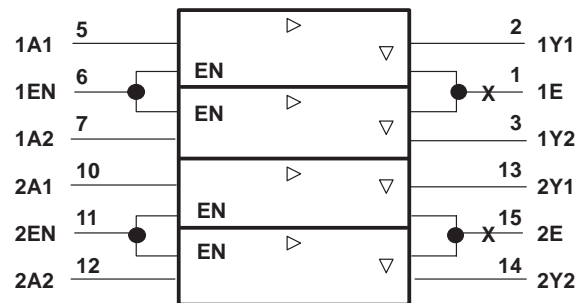 5 2
1A1 1Y1
6 EN 1
1EN X 1E
EN
7 3
1A2 1Y2
10 13
2A1 2Y1
11 EN 15
2EN X 2E
EN
12 14
2A2 2Y2